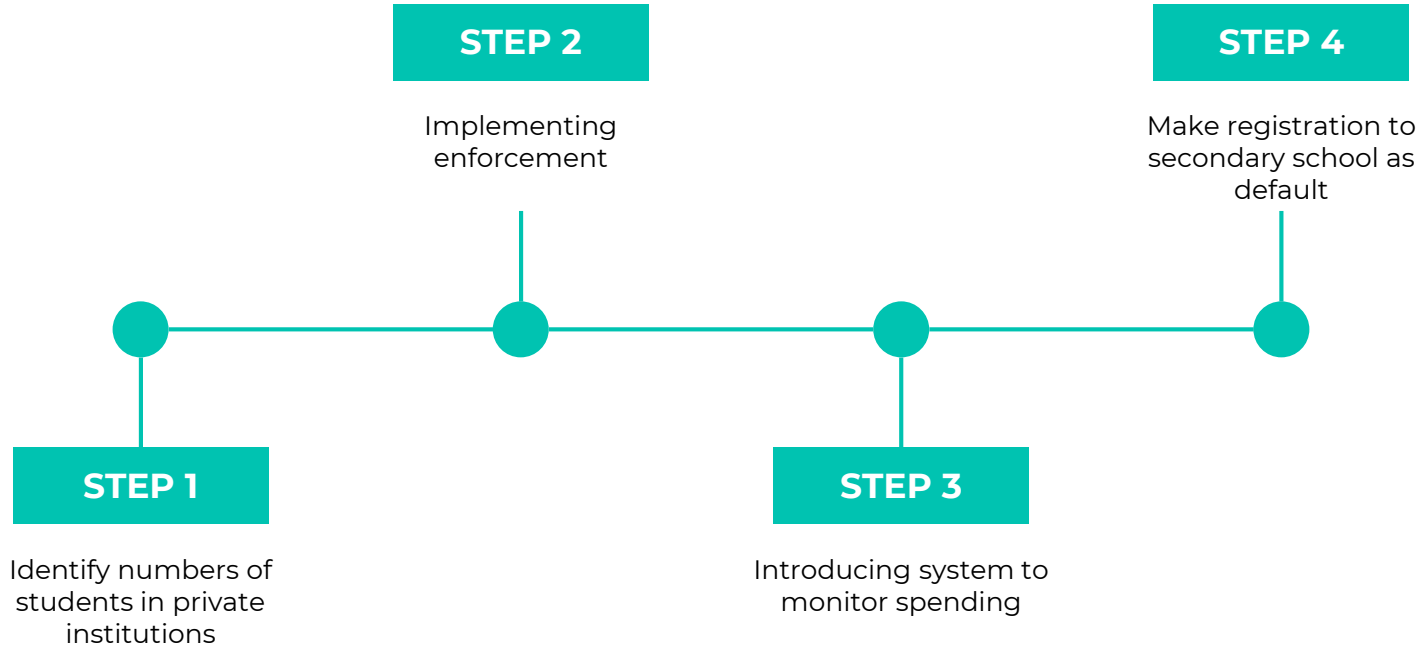 STEP 1
Identify numbers of
students in private
institutions
STEP 2
Implementing
enforcement
STEP 3
Introducing system to
monitor spending
STEP 4
Make registration to
secondary school as
default